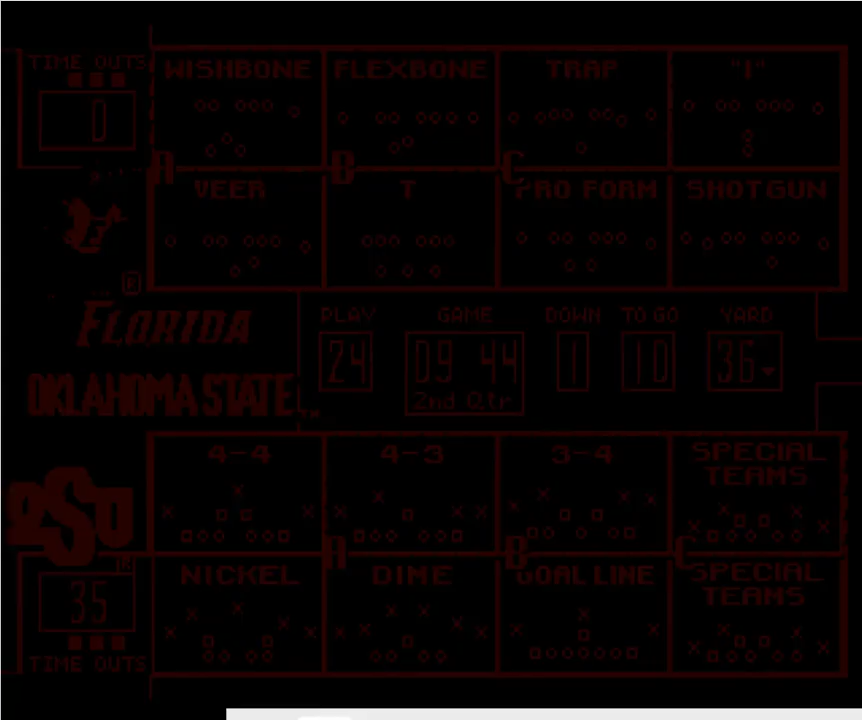 TIME OUTS
0
WISHBONE FLEXBONE TRAP "I"
A B C
VEER T PRO FORM SHOTGUN
FLORIDA
OKLAHOMA STATE
PLAY GAME DOWN TO GO YARD
24 09 44 1 10 36
2nd Qtr
4-4 4-3 3-4 SPECIAL TEAMS
OSU
A B C
NICKEL DIME GOAL LINE SPECIAL TEAMS
35
TIME OUTS